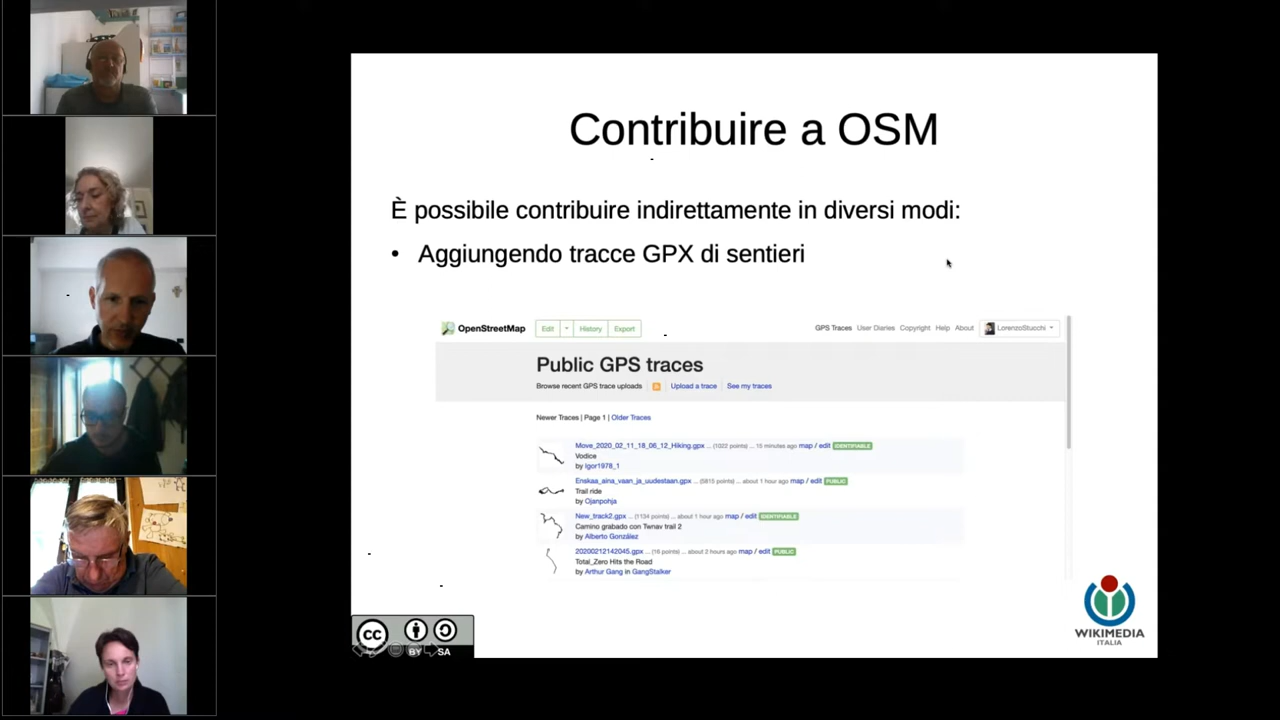 Contribuire a OSM
È possibile contribuire indirettamente in diversi modi:
• Aggiungendo tracce GPX di sentieri
OpenStreetMap Edit History Export GPS Traces User Diaries Copyright Help About LorenzoStucchi
Public GPS traces
Browse recent GPS trace uploads Upload a trace See my traces
Newer Traces | Page 1 | Older Traces
Move_2020_02_11_18_06_12_Hiking.gpx ... (1022 points) ... 15 minutes ago map / edit IDENTIFIABLE
Vodice
by Igor1978_1
Enskaa_aina_vaan_ja_uudestaan.gpx ... (5815 points) ... about 1 hour ago map / edit PUBLIC
Trail ride
by Ojanpohja
New_track2.gpx ... (1134 points) ... about 1 hour ago map / edit IDENTIFIABLE
Camino grabado con Twnav trail 2
by Alberto González
20200212142045.gpx ... (16 points) ... about 2 hours ago map / edit PUBLIC
Total_Zero Hits the Road
by Arthur Gang in GangStalker
cc BY SA
WIKIMEDIA
ITALIA